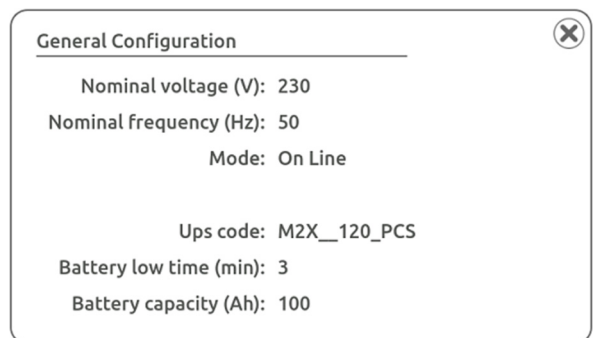 General Configuration
Nominal voltage (V): 230
Nominal frequency (Hz): 50
Mode: On Line
Ups code: M2X__120_PCS
Battery low time (min): 3
Battery capacity (Ah): 100